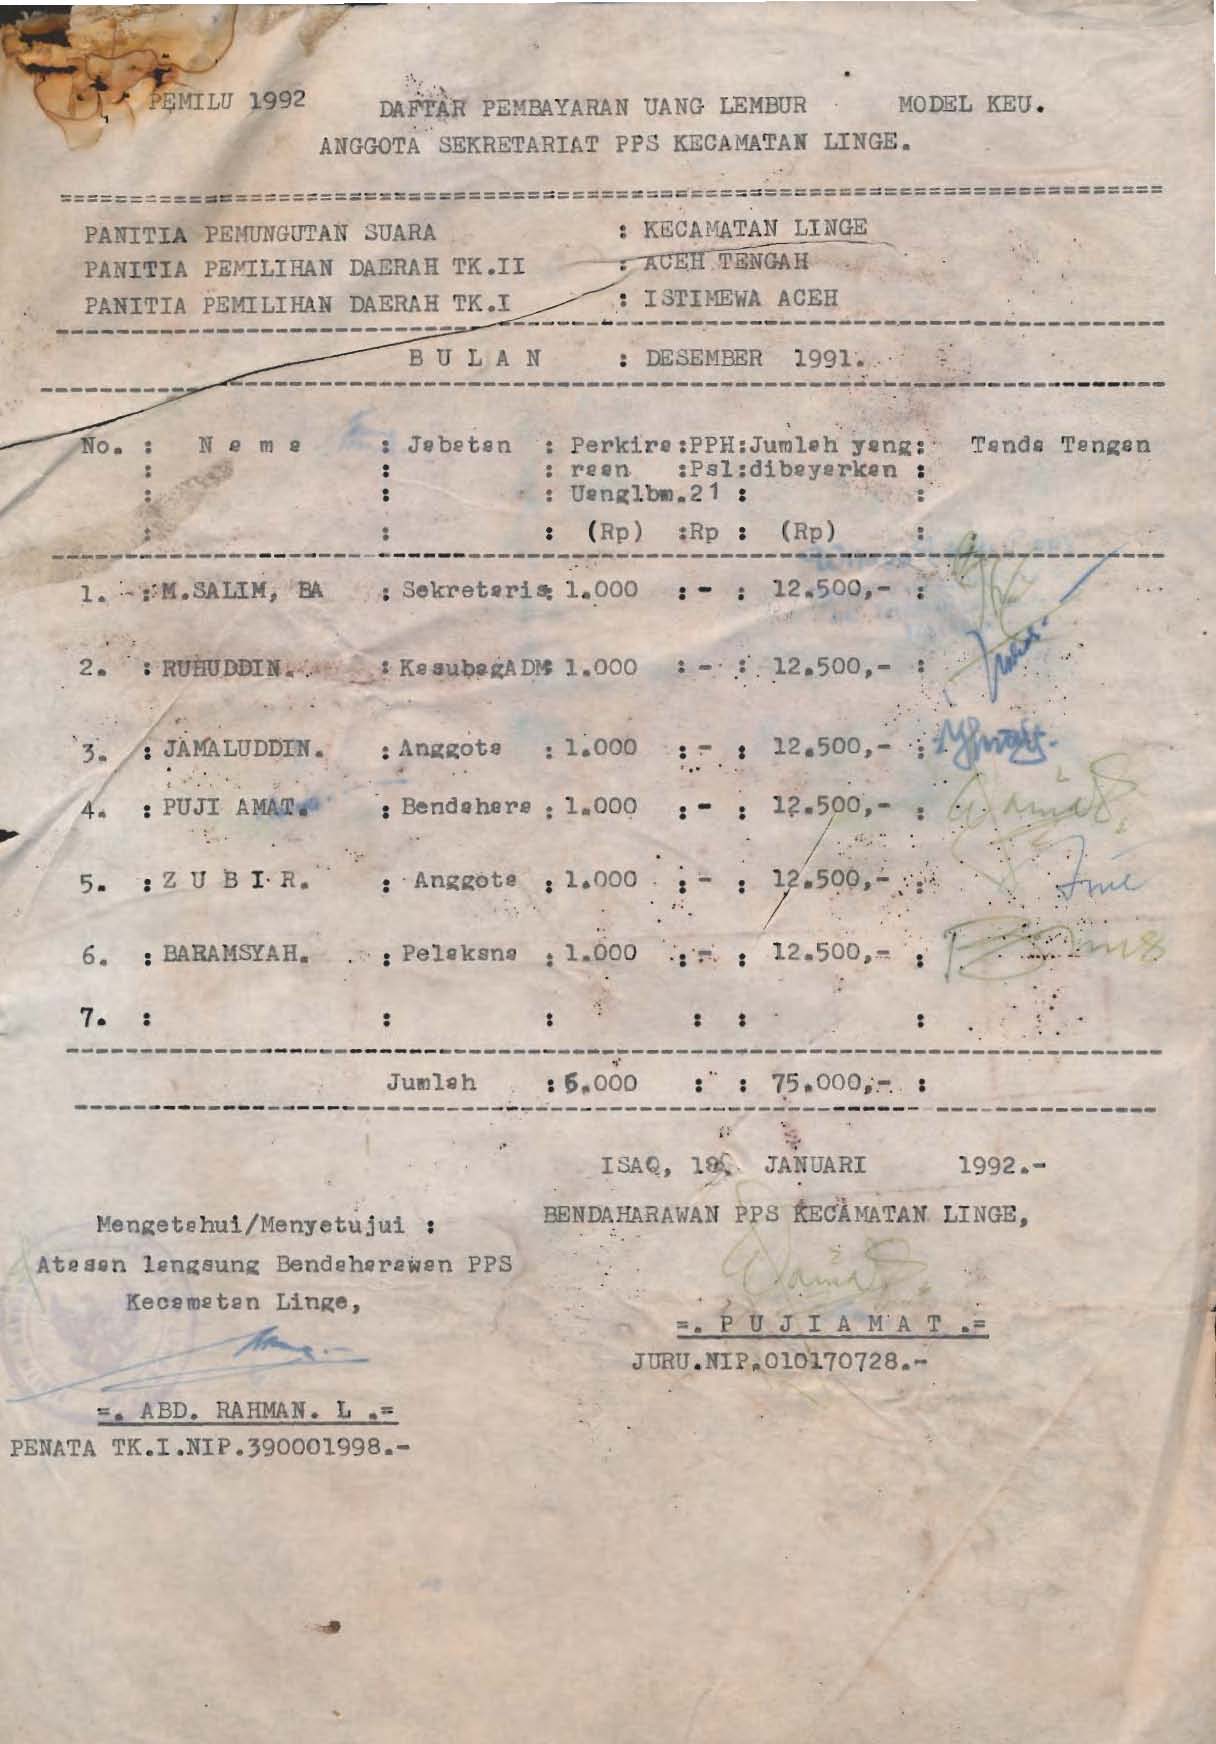 PEMILU 1992 DAFTAR PEMBAYARAN UANG LEMBUR MODEL KEU.
ANGGOTA SEKRETARIAT PPS KECAMATAN LINGE.
PANITIA PEMUNGUTAN SUARA : KECAMATAN LINGE
PANITIA PEMILIHAN DAERAH TK.II : ACEH TENGAH
PANITIA PEMILIHAN DAERAH TK.I : ISTIMEWA ACEH
B U L A N : DESEMBER 1991.
No. : N a m a : Jabatan : Perkira:PPH:Jumlah yang: Tanda Tangan
: : : raan :Psl:dibayarkan :
: : : Uanglbm.21 : :
: : : (Rp) :Rp : (Rp) :
1. : M.SALIM, BA : Sekretaris: 1.000 :- : 12.500,- :
2. : RUHUDDIN. : KasubagADM: 1.000 :- : 12.500,- :
3. : JAMALUDDIN. : Anggota : 1.000 :- : 12.500,- :
4. : PUJI AMAT. : Bendahara : 1.000 :- : 12.500,- :
5. : Z U B I R. : Anggota : 1.000 :- : 12.500,- :
6. : BARAMSYAH. : Pelaksna : 1.000 :- : 12.500,- :
7. : : : : : :
Jumlah :6.000 : : 75.000,- :
ISAQ, JANUARI 1992.-
Mengetahui/Menyetujui : BENDAHARAWAN PPS KECAMATAN LINGE,
Atasan langsung Bendaharawan PPS
Kecamatan Linge,
=. P U J I A M A T .=
JURU.NIP.010170728.-
=. ABD. RAHMAN. L .=
PENATA TK.I.NIP.390001998.-